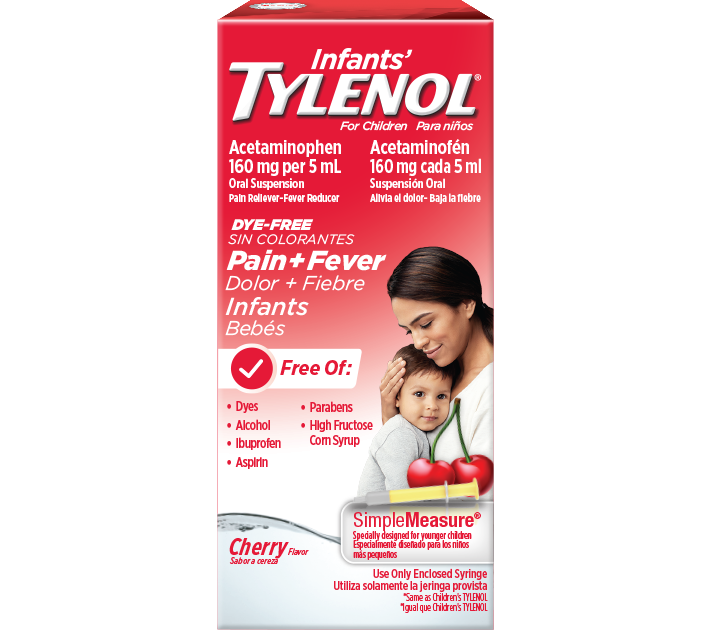 Infants'
TYLENOL®
For Children Para niños
Acetaminophen
160 mg per 5 mL
Oral Suspension
Pain Reliever-Fever Reducer
Acetaminofén
160 mg cada 5 ml
Suspensión Oral
Alivia el dolor- Baja la fiebre
DYE-FREE
SIN COLORANTES
Pain+Fever
Dolor + Fiebre
Infants
Bebés
Free Of:
• Dyes
• Alcohol
• Ibuprofen
• Aspirin
• Parabens
• High Fructose
Corn Syrup
SimpleMeasure®
Specially designed for younger children
Especialmente diseñado para los niños
más pequeños
Cherry Flavor
Sabor a cereza
Use Only Enclosed Syringe
Utiliza solamente la jeringa provista
*Same as Children's TYLENOL
*Igual que Children's TYLENOL